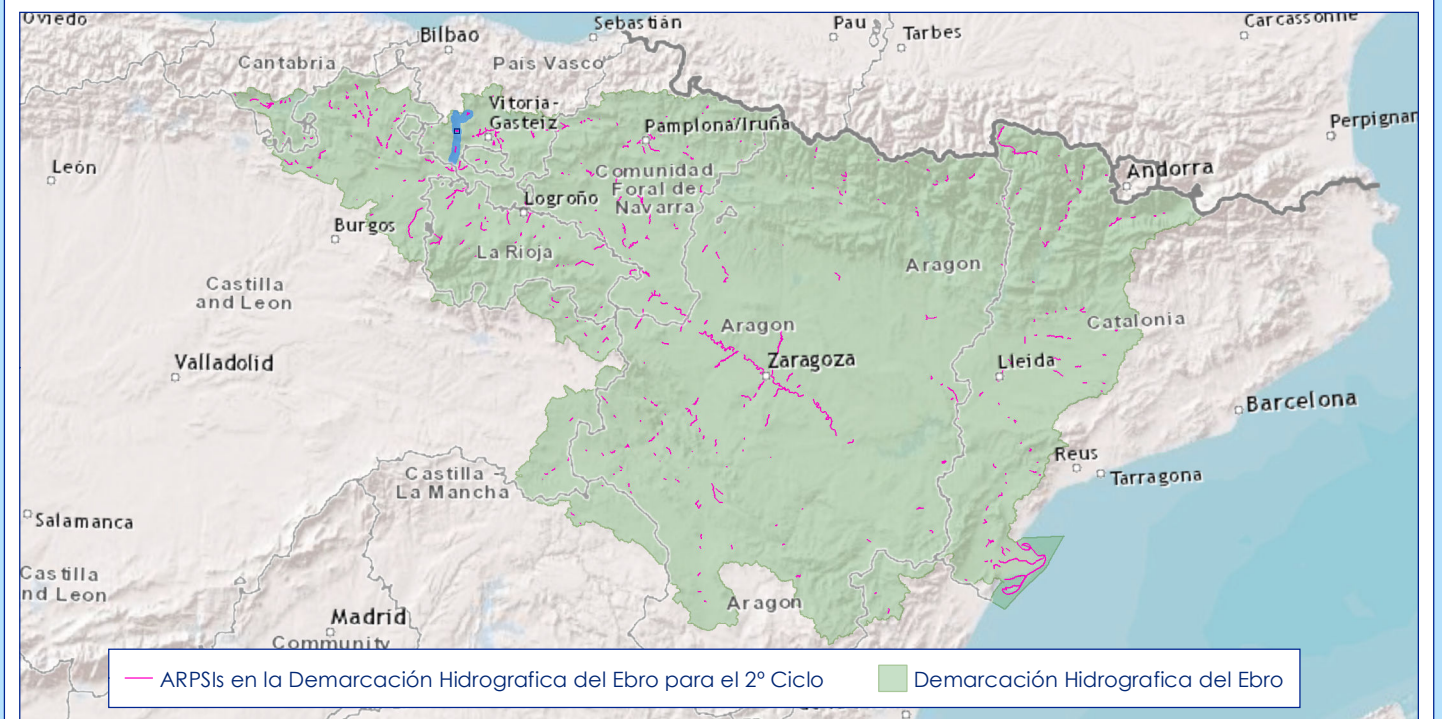 Oviedo
Sebastián
Pau
Tarbes
Carcassonne
Bilbao
Cantabria
País Vasco
Vitoria-
Gasteiz
Pamplona/Iruña
Perpignan
León
Comunidad
Foral de
Navarra
Andorra
Logroño
Burgos
La Rioja
Aragon
Castilla
and Leon
Aragon
Catalonia
Valladolid
Zaragoza
Lleida
Barcelona
Reus
Castilla -
La Mancha
Tarragona
Salamanca
Castilla
nd Leon
Aragon
Madrid
Community
ARPSIs en la Demarcación Hidrografica del Ebro para el 2º Ciclo
Demarcación Hidrografica del Ebro